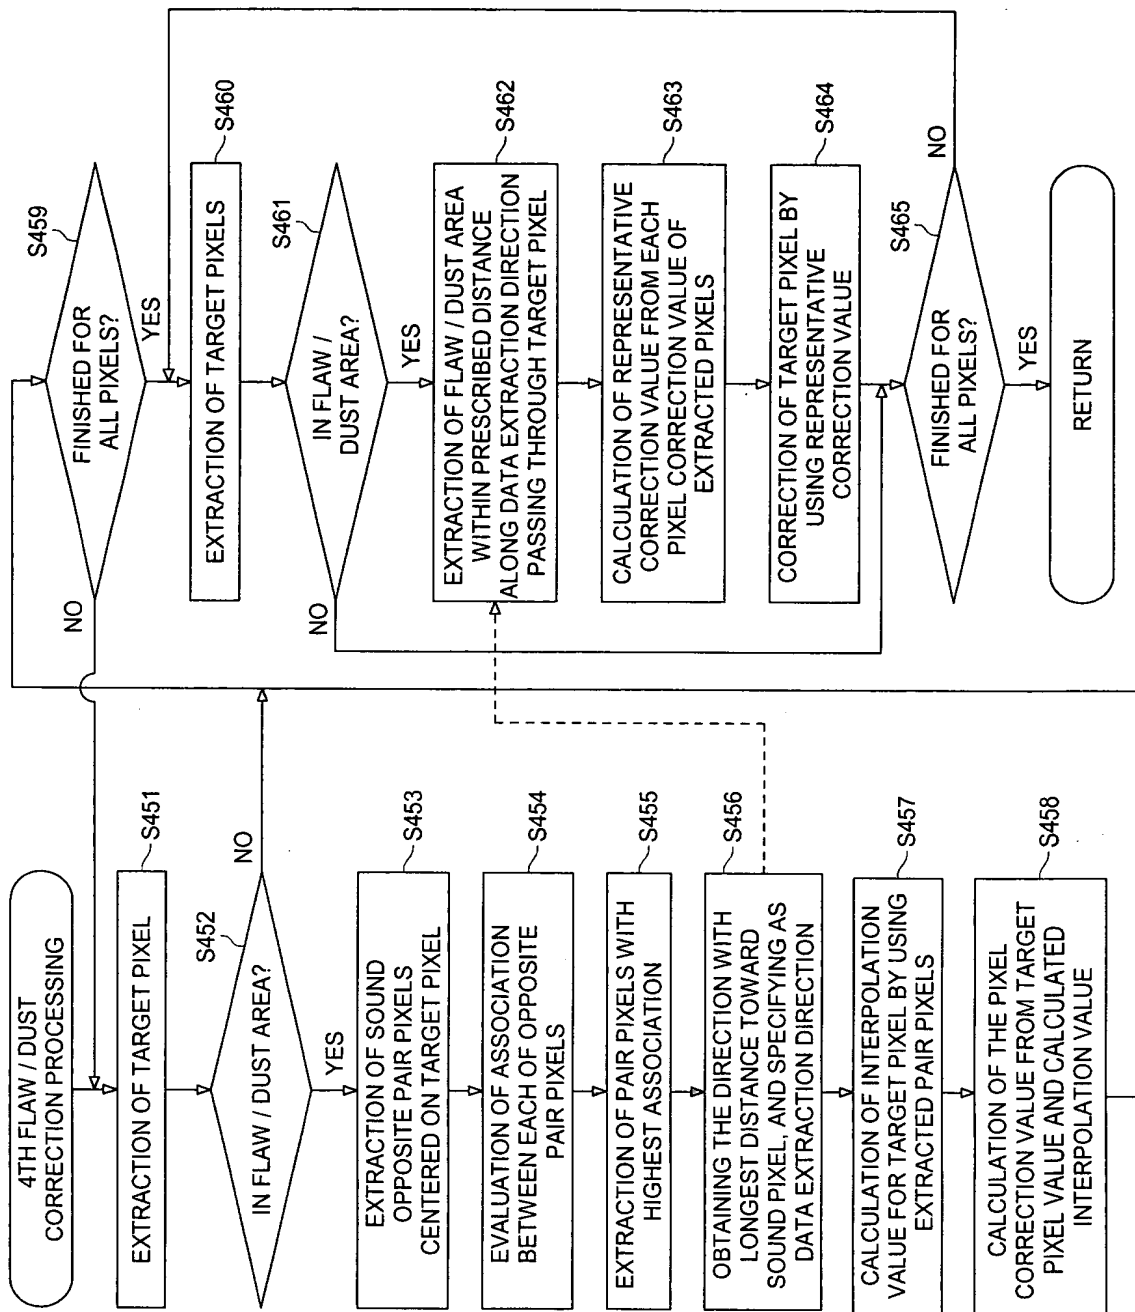 4TH FLAW / DUST
CORRECTION PROCESSING
S451
EXTRACTION OF TARGET PIXEL
S452
IN FLAW / DUST AREA?
NO
YES
S453
EXTRACTION OF SOUND
OPPOSITE PAIR PIXELS
CENTERED ON TARGET PIXEL
S454
EVALUATION OF ASSOCIATION
BETWEEN EACH OF OPPOSITE
PAIR PIXELS
S455
EXTRACTION OF PAIR PIXELS WITH
HIGHEST ASSOCIATION
S456
OBTAINING THE DIRECTION WITH
LONGEST DISTANCE TOWARD
SOUND PIXEL, AND SPECIFYING AS
DATA EXTRACTION DIRECTION
S457
CALCULATION OF INTERPOLATION
VALUE FOR TARGET PIXEL BY USING
EXTRACTED PAIR PIXELS
S458
CALCULATION OF THE PIXEL
CORRECTION VALUE FROM TARGET
PIXEL VALUE AND CALCULATED
INTERPOLATION VALUE
S459
FINISHED FOR
ALL PIXELS?
NO
YES
S460
EXTRACTION OF TARGET PIXELS
S461
IN FLAW /
DUST AREA?
NO
YES
S462
EXTRACTION OF FLAW / DUST AREA
WITHIN PRESCRIBED DISTANCE
ALONG DATA EXTRACTION DIRECTION
PASSING THROUGH TARGET PIXEL
S463
CALCULATION OF REPRESENTATIVE
CORRECTION VALUE FROM EACH
PIXEL CORRECTION VALUE OF
EXTRACTED PIXELS
S464
CORRECTION OF TARGET PIXEL BY
USING REPRESENTATIVE
CORRECTION VALUE
S465
FINISHED FOR
ALL PIXELS?
NO
YES
RETURN